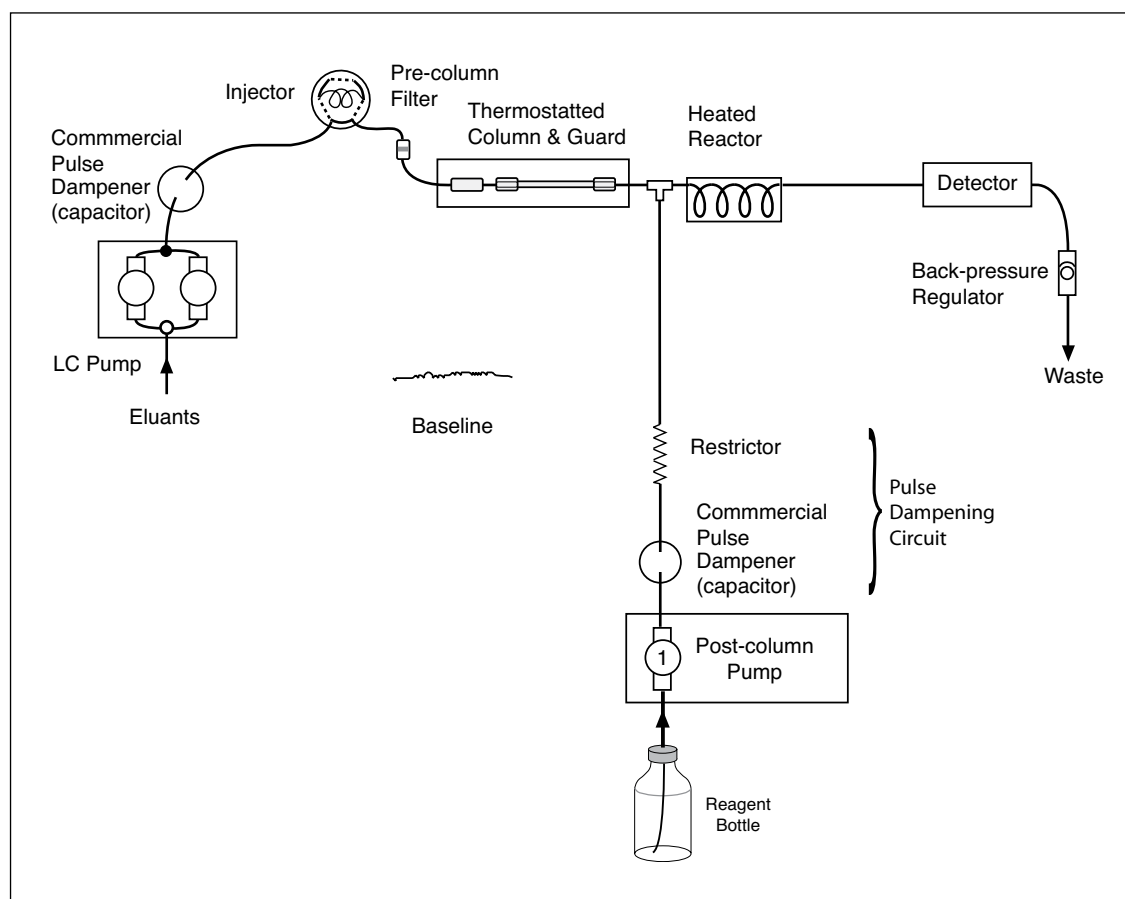 Injector
Pre-column
Filter
Commmercial
Pulse
Dampener
(capacitor)
Thermostatted
Column & Guard
Heated
Reactor
Detector
Back-pressure
Regulator
LC Pump
Waste
Eluants
Baseline
Restrictor
Pulse
Dampening
Circuit
Commmercial
Pulse
Dampener
(capacitor)
1
Post-column
Pump
Reagent
Bottle